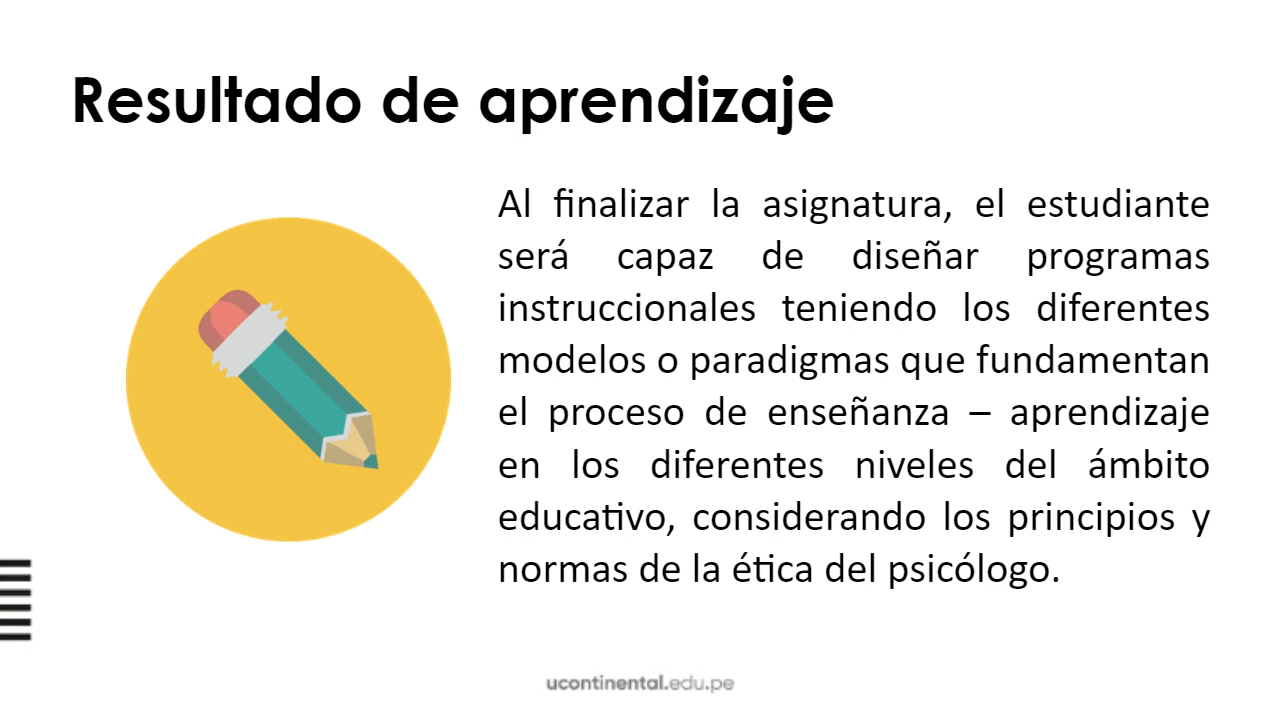 Resultado de aprendizaje
Al finalizar la asignatura, el estudiante
será capaz de diseñar programas
instruccionales teniendo los diferentes
modelos o paradigmas que fundamentan
el proceso de enseñanza – aprendizaje
en los diferentes niveles del ámbito
educativo, considerando los principios y
normas de la ética del psicólogo.
ucontinental.edu.pe